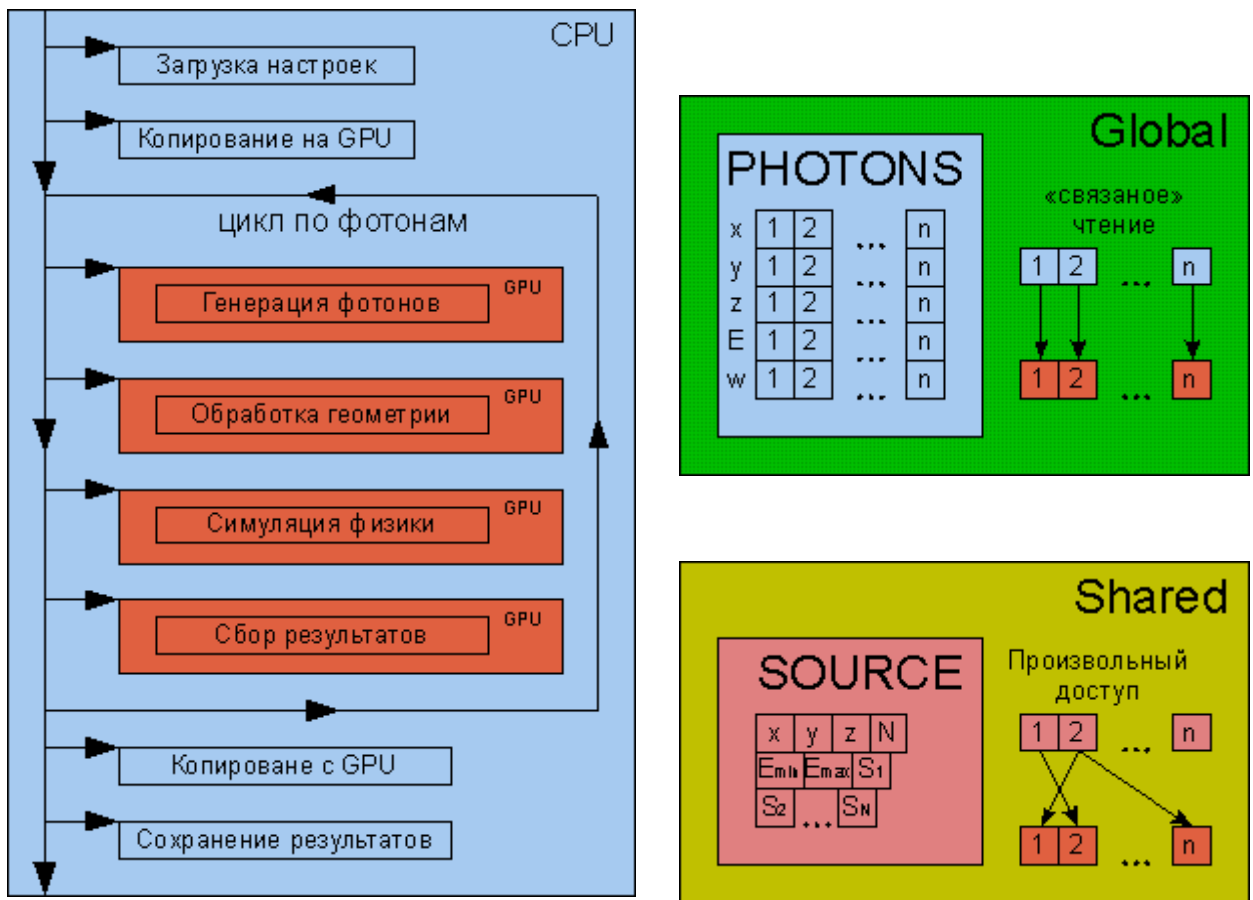 CPU
Загрузка настроек
Копирование на GPU
цикл по фотонам
GPU
Генерация фотонов
GPU
Обработка геометрии
GPU
Симуляция физики
GPU
Сбор результатов
Копироване с GPU
Сохранение результатов
Global
PHOTONS
x 1 2 ... n
y 1 2 ... n
z 1 2 ... n
E 1 2 ... n
w 1 2 ... n
«связаное»
чтение
1 2 ... n
1 2 ... n
Shared
SOURCE
x y z N
Emin Emax S1
S2 ... SN
Произвольный
доступ
1 2 ... n
1 2 ... n